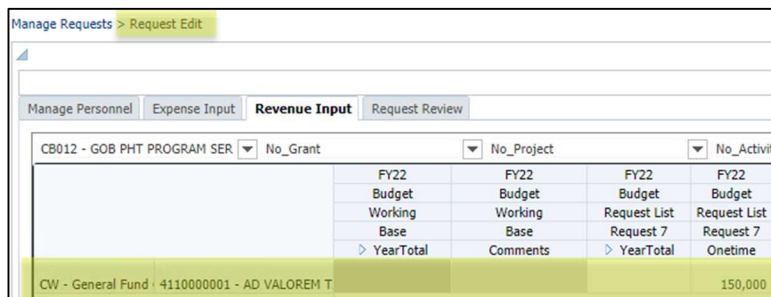 Manage Requests > Request Edit
Manage Personnel Expense Input Revenue Input Request Review
CB012 - GOB PHT PROGRAM SER No_Grant No_Project No_Activi
FY22 FY22 FY22 FY22
Budget Budget Budget Budget
Working Working Request List Request List
Base Base Request 7 Request 7
YearTotal Comments YearTotal Onetime
CW - General Fund 4110000001 - AD VALOREM T 150,000